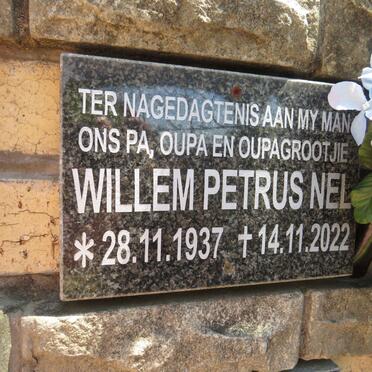 TER NAGEDAGTENIS AAN MY MAN
ONS PA, OUPA EN OUPAGROOTJIE
WILLEM PETRUS NEL
* 28.11.1937 † 14.11.2022